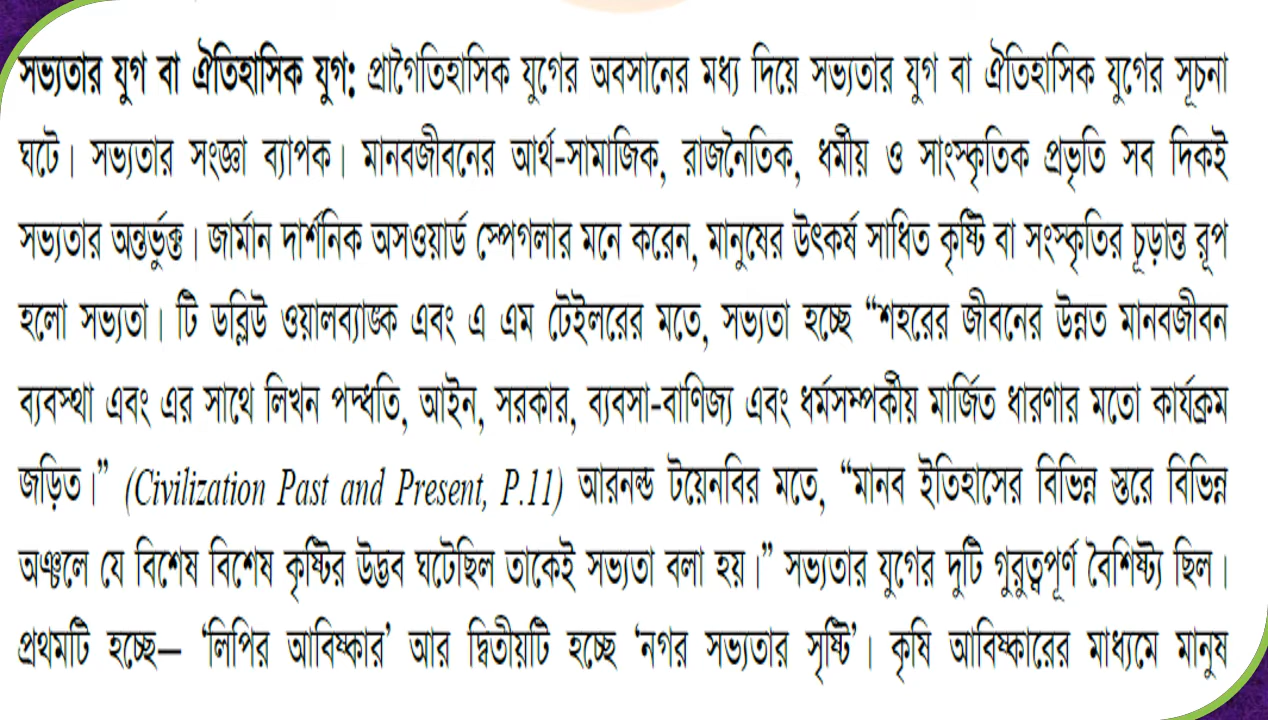 সভ্যতার যুগ বা ঐতিহাসিক যুগ: প্রাগৈতিহাসিক যুগের অবসানের মধ্য দিয়ে সভ্যতার যুগ বা ঐতিহাসিক যুগের সূচনা
ঘটে। সভ্যতার সংজ্ঞা ব্যাপক। মানবজীবনের আর্থ-সামাজিক, রাজনৈতিক, ধর্মীয় ও সাংস্কৃতিক প্রভৃতি সব দিকই
সভ্যতার অন্তর্ভুক্ত। জার্মান দার্শনিক অসওয়ার্ড স্পেগলার মনে করেন, মানুষের উৎকর্ষ সাধিত কৃষ্টি বা সংস্কৃতির চূড়ান্ত রূপ
হলো সভ্যতা। টি ডব্লিউ ওয়ালব্যাঙ্ক এবং এ এম টেইলরের মতে, সভ্যতা হচ্ছে “শহরের জীবনের উন্নত মানবজীবন
ব্যবস্থা এবং এর সাথে লিখন পদ্ধতি, আইন, সরকার, ব্যবসা-বাণিজ্য এবং ধর্মসম্পর্কীয় মার্জিত ধারণার মতো কার্যক্রম
জড়িত।” (Civilization Past and Present, P.11) আরনল্ড টয়েনবির মতে, “মানব ইতিহাসের বিভিন্ন স্তরে বিভিন্ন
অঞ্চলে যে বিশেষ বিশেষ কৃষ্টির উদ্ভব ঘটেছিল তাকেই সভ্যতা বলা হয়।” সভ্যতার যুগের দুটি গুরুত্বপূর্ণ বৈশিষ্ট্য ছিল।
প্রথমটি হচ্ছে– ‘লিপির আবিষ্কার’ আর দ্বিতীয়টি হচ্ছে ‘নগর সভ্যতার সৃষ্টি’। কৃষি আবিষ্কারের মাধ্যমে মানুষ